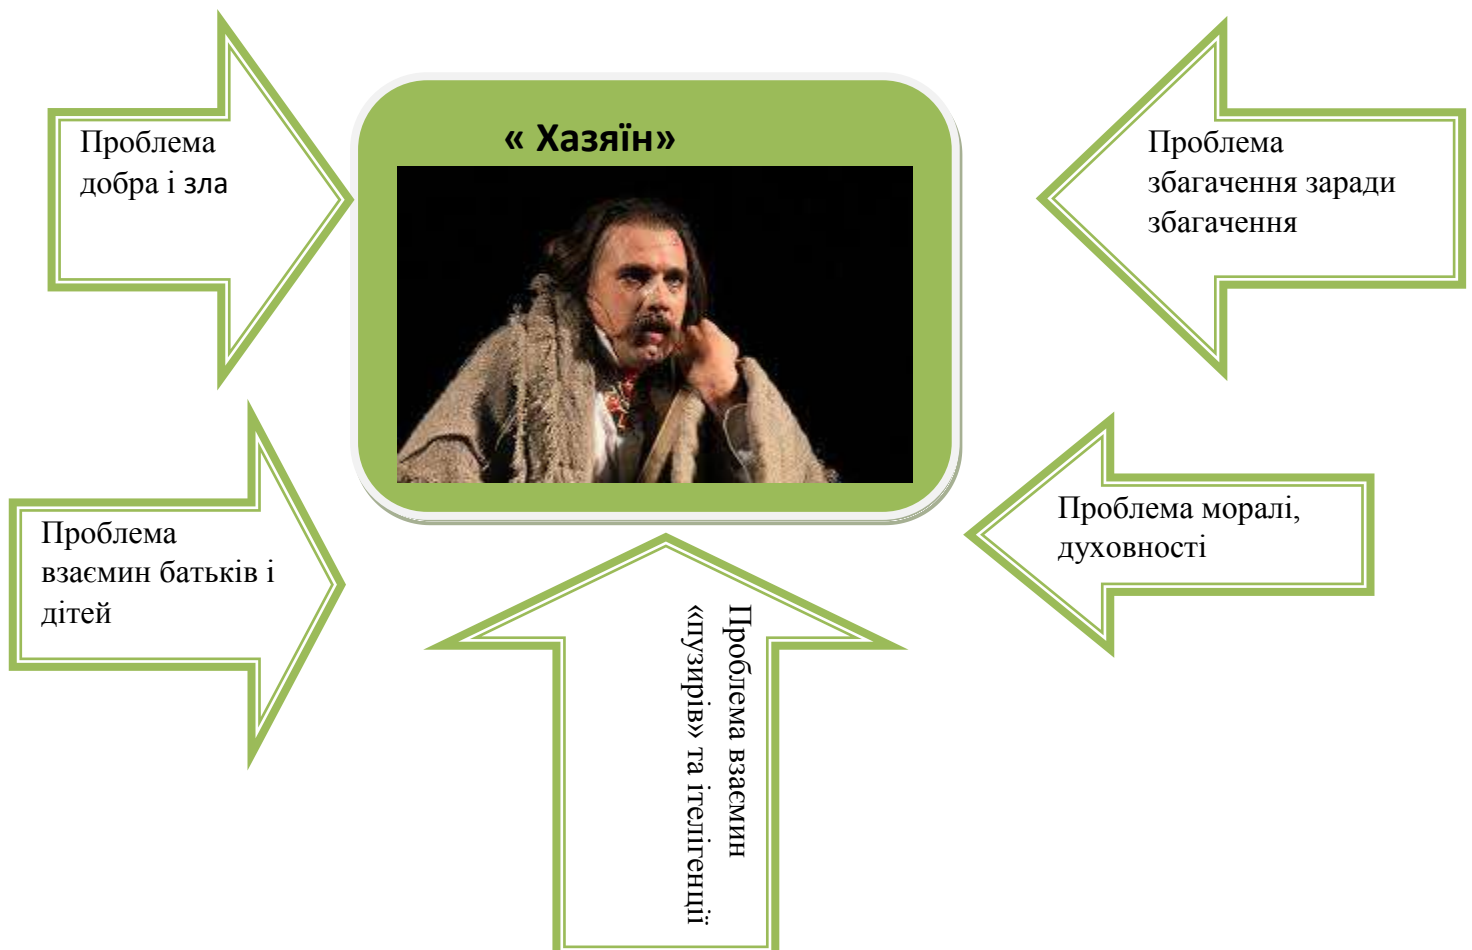 « Хазяїн»
Проблема
добра і зла
Проблема
збагачення заради
збагачення
Проблема
взаємин батьків і
дітей
Проблема моралі,
духовності
Проблема взаємин
«пузирів» та ітелігенції